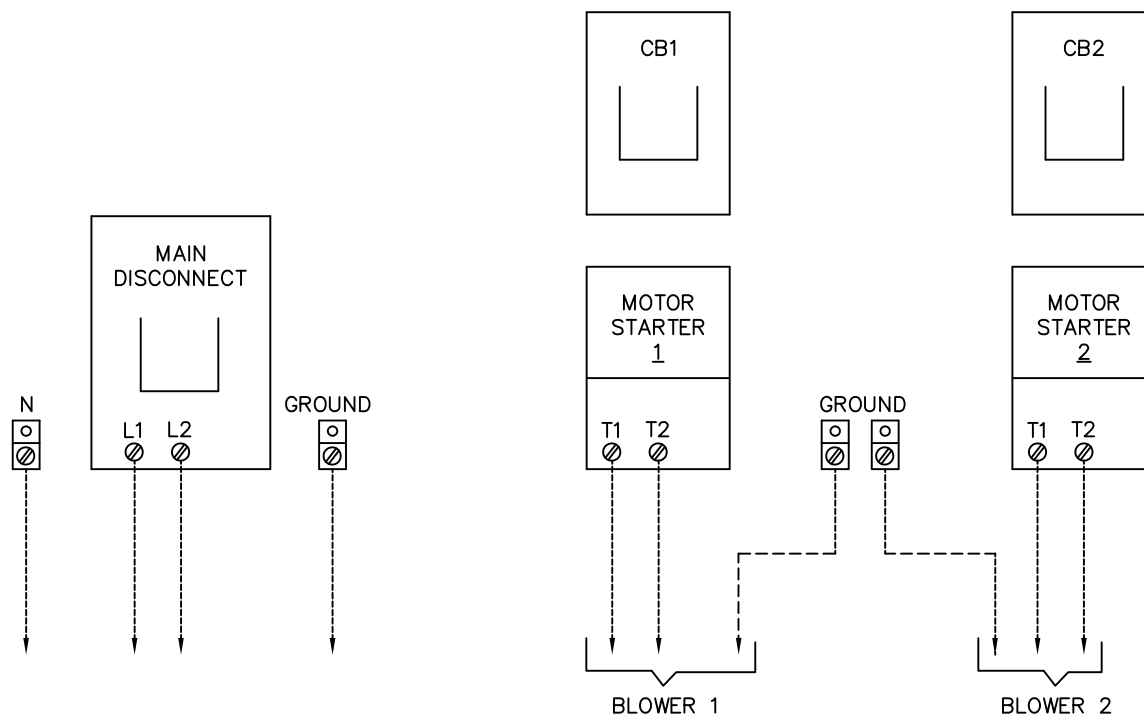 CB1
CB2
MAIN
DISCONNECT
MOTOR
STARTER
1
MOTOR
STARTER
2
N
L1 L2
GROUND
T1 T2
GROUND
T1 T2
BLOWER 1
BLOWER 2